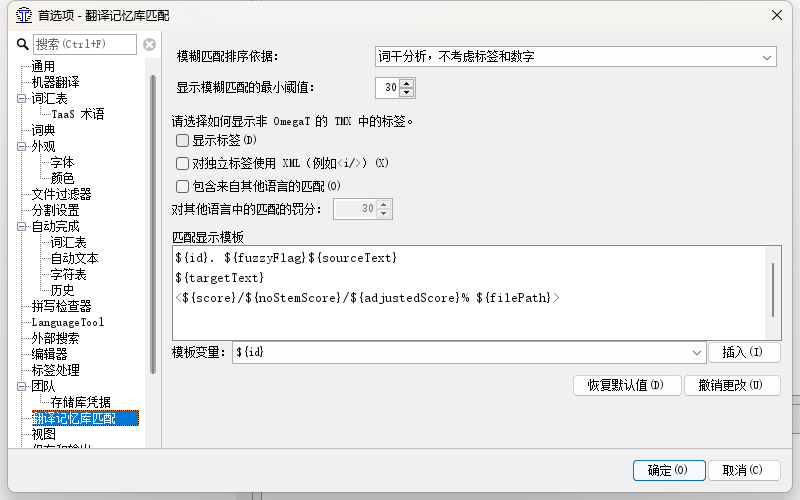 首选项 - 翻译记忆库匹配
搜索(Ctrl+F)
通用
机器翻译
词汇表
TaaS 术语
词典
外观
字体
颜色
文件过滤器
分割设置
自动完成
词汇表
自动文本
字符表
历史
拼写检查器
LanguageTool
外部搜索
编辑器
标签处理
团队
存储库凭据
翻译记忆库匹配
视图
模糊匹配排序依据：
词干分析，不考虑标签和数字
显示模糊匹配的最小阈值：
30
请选择如何显示非 OmegaT 的 TMX 中的标签。
显示标签(D)
对独立标签使用 XML（例如<i/>）(X)
包含来自其他语言的匹配(O)
对其他语言中的匹配的罚分：
30
匹配显示模板
${id}. ${fuzzyFlag}${sourceText}
${targetText}
<${score}/${noStemScore}/${adjustedScore}% ${filePath}>
模板变量：
${id}
插入(I)
恢复默认值(D)
撤销更改(U)
确定(O)
取消(C)